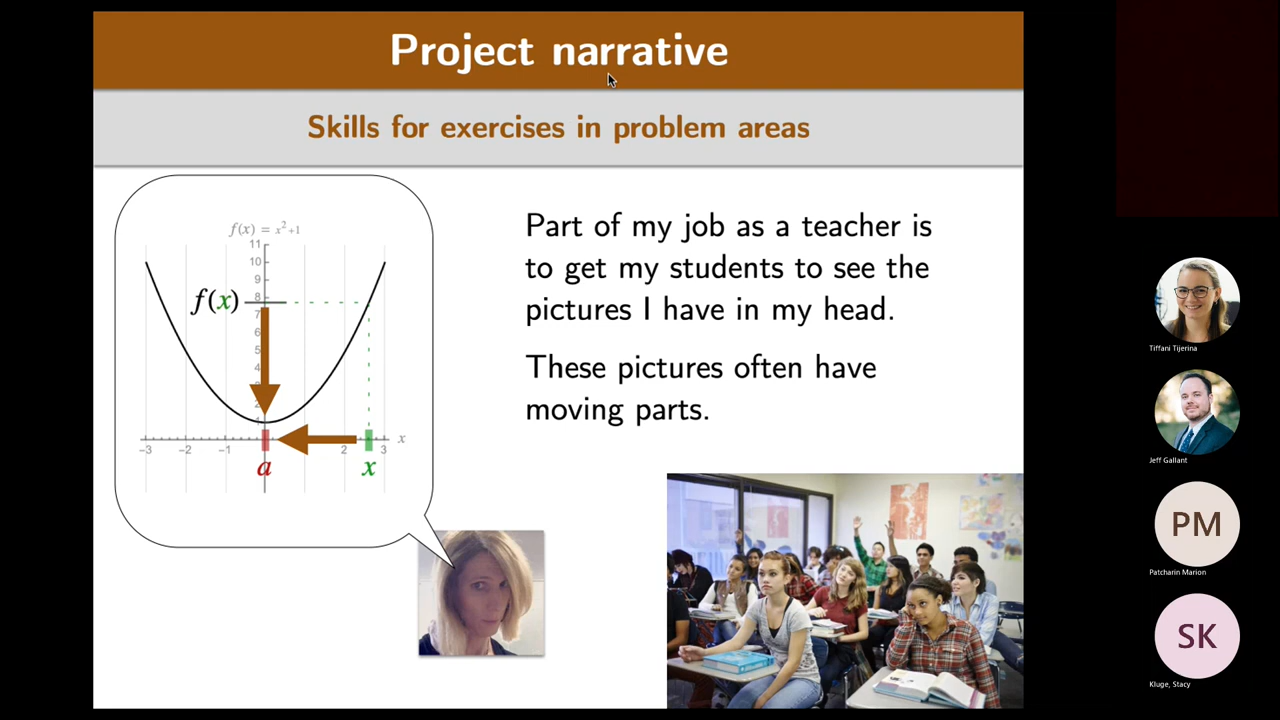 Project narrative
Skills for exercises in problem areas
f(x) = x²+1
11
10
9
8
f(x)
7
6
5
4
2
1
-3 -2 -1 2 3 x
a x
Part of my job as a teacher is
to get my students to see the
pictures I have in my head.
These pictures often have
moving parts.
Tiffani Tijerina
Jeff Gallant
PM
Patcharin Marion
SK
Kluge, Stacy